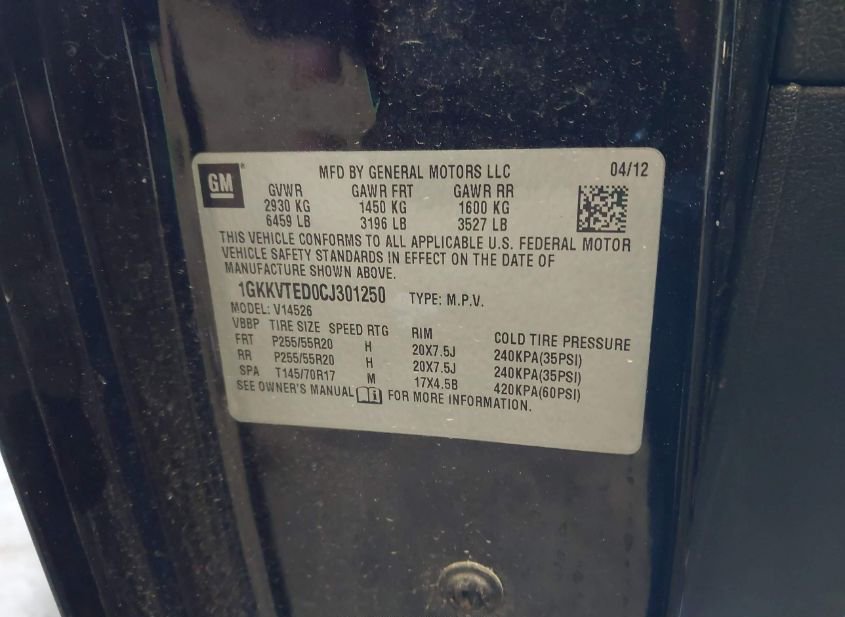 GM ®
MFD BY GENERAL MOTORS LLC 04/12
GVWR GAWR FRT GAWR RR
2930 KG 1450 KG 1600 KG
6459 LB 3196 LB 3527 LB
THIS VEHICLE CONFORMS TO ALL APPLICABLE U.S. FEDERAL MOTOR
VEHICLE SAFETY STANDARDS IN EFFECT ON THE DATE OF
MANUFACTURE SHOWN ABOVE.
1GKKVTED0CJ301250 TYPE: M.P.V.
MODEL: V14526
VBBP TIRE SIZE SPEED RTG RIM COLD TIRE PRESSURE
FRT P255/55R20 H 20X7.5J 240KPA(35PSI)
RR P255/55R20 H 20X7.5J 240KPA(35PSI)
SPA T145/70R17 M 17X4.5B 420KPA(60PSI)
SEE OWNER'S MANUAL i FOR MORE INFORMATION.